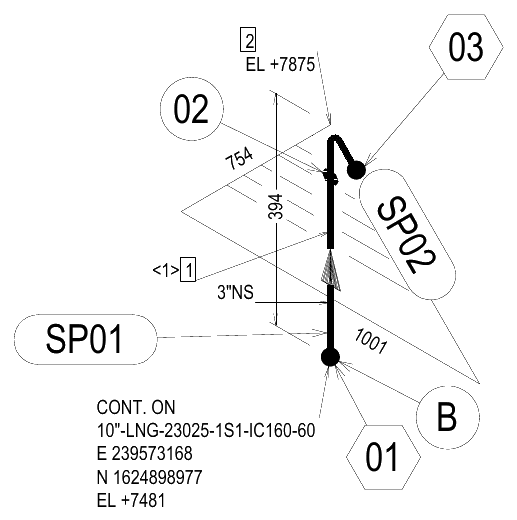 2
EL +7875
03
02
754
394
SP02
<1> 1
3"NS
SP01
1001
CONT. ON
10"-LNG-23025-1S1-IC160-60
E 239573168
N 1624898977
EL +7481
B
01